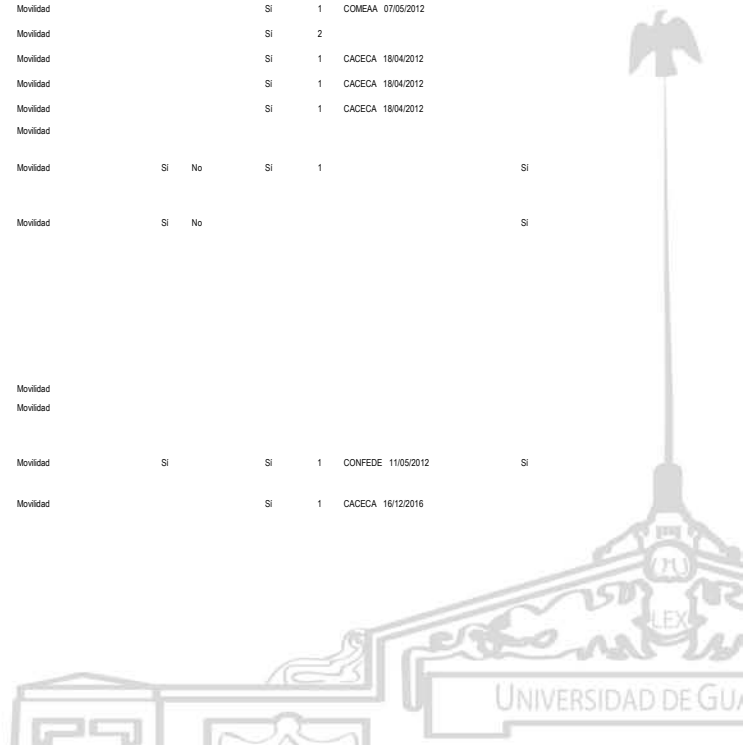 Movilidad Sí 1 COMEAA 07/05/2012
Movilidad Sí 2
Movilidad Sí 1 CACECA 18/04/2012
Movilidad Sí 1 CACECA 18/04/2012
Movilidad Sí 1 CACECA 18/04/2012
Movilidad
Movilidad Sí No Sí 1 Sí
Movilidad Sí No Sí
Movilidad
Movilidad
Movilidad Sí Sí 1 CONFEDE 11/05/2012 Sí
Movilidad Sí 1 CACECA 16/12/2016
LEX
UNIVERSIDAD DE GUA